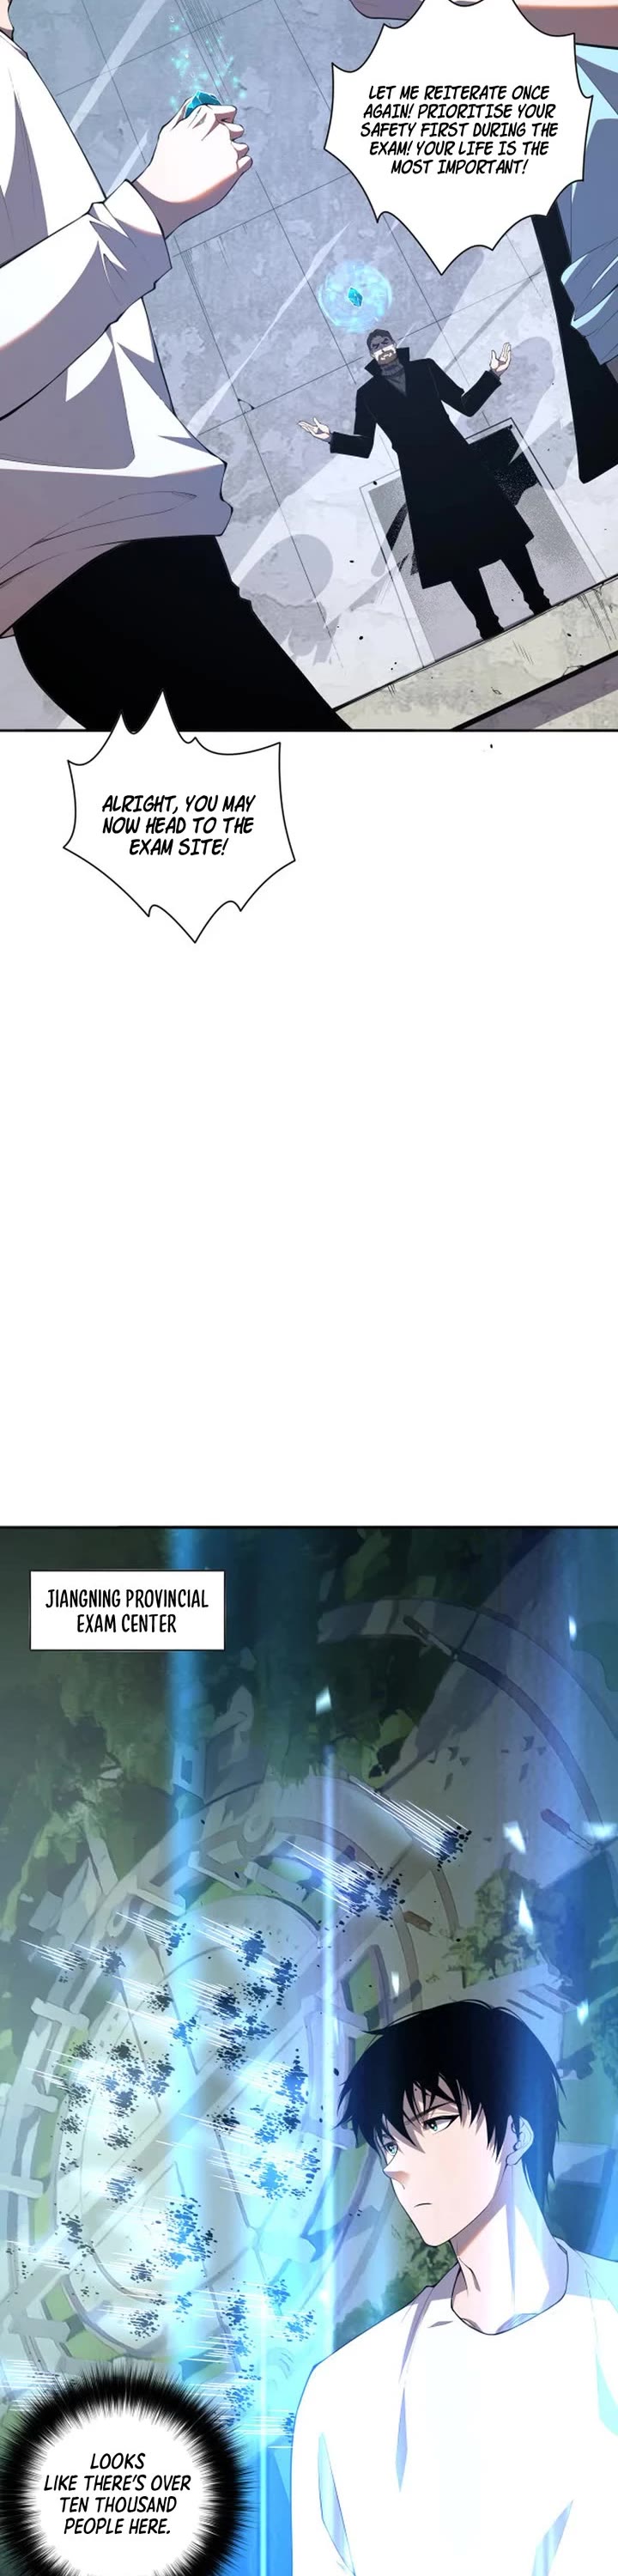 LET ME REITERATE ONCE
AGAIN! PRIORITISE YOUR
SAFETY FIRST DURING THE
EXAM! YOUR LIFE IS THE
MOST IMPORTANT!
ALRIGHT, YOU MAY
NOW HEAD TO THE
EXAM SITE!
JIANGNING PROVINCIAL
EXAM CENTER
LOOKS
LIKE THERE'S OVER
TEN THOUSAND
PEOPLE HERE.